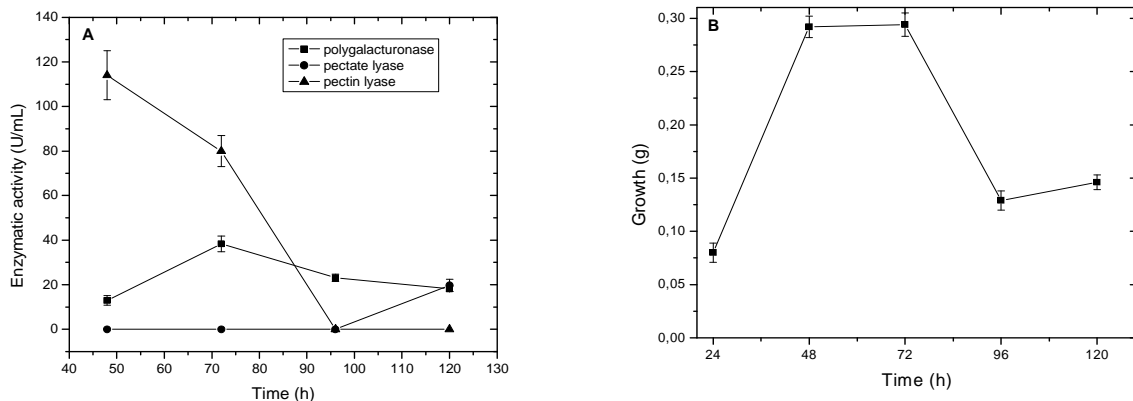 A
polygalacturonase
pectate lyase
pectin lyase
Enzymatic activity (U/mL)
140
120
100
80
60
40
20
0
40 50 60 70 80 90 100 110 120 130
Time (h)
B
Growth (g)
0,30
0,25
0,20
0,15
0,10
0,05
0,00
24 48 72 96 120
Time (h)